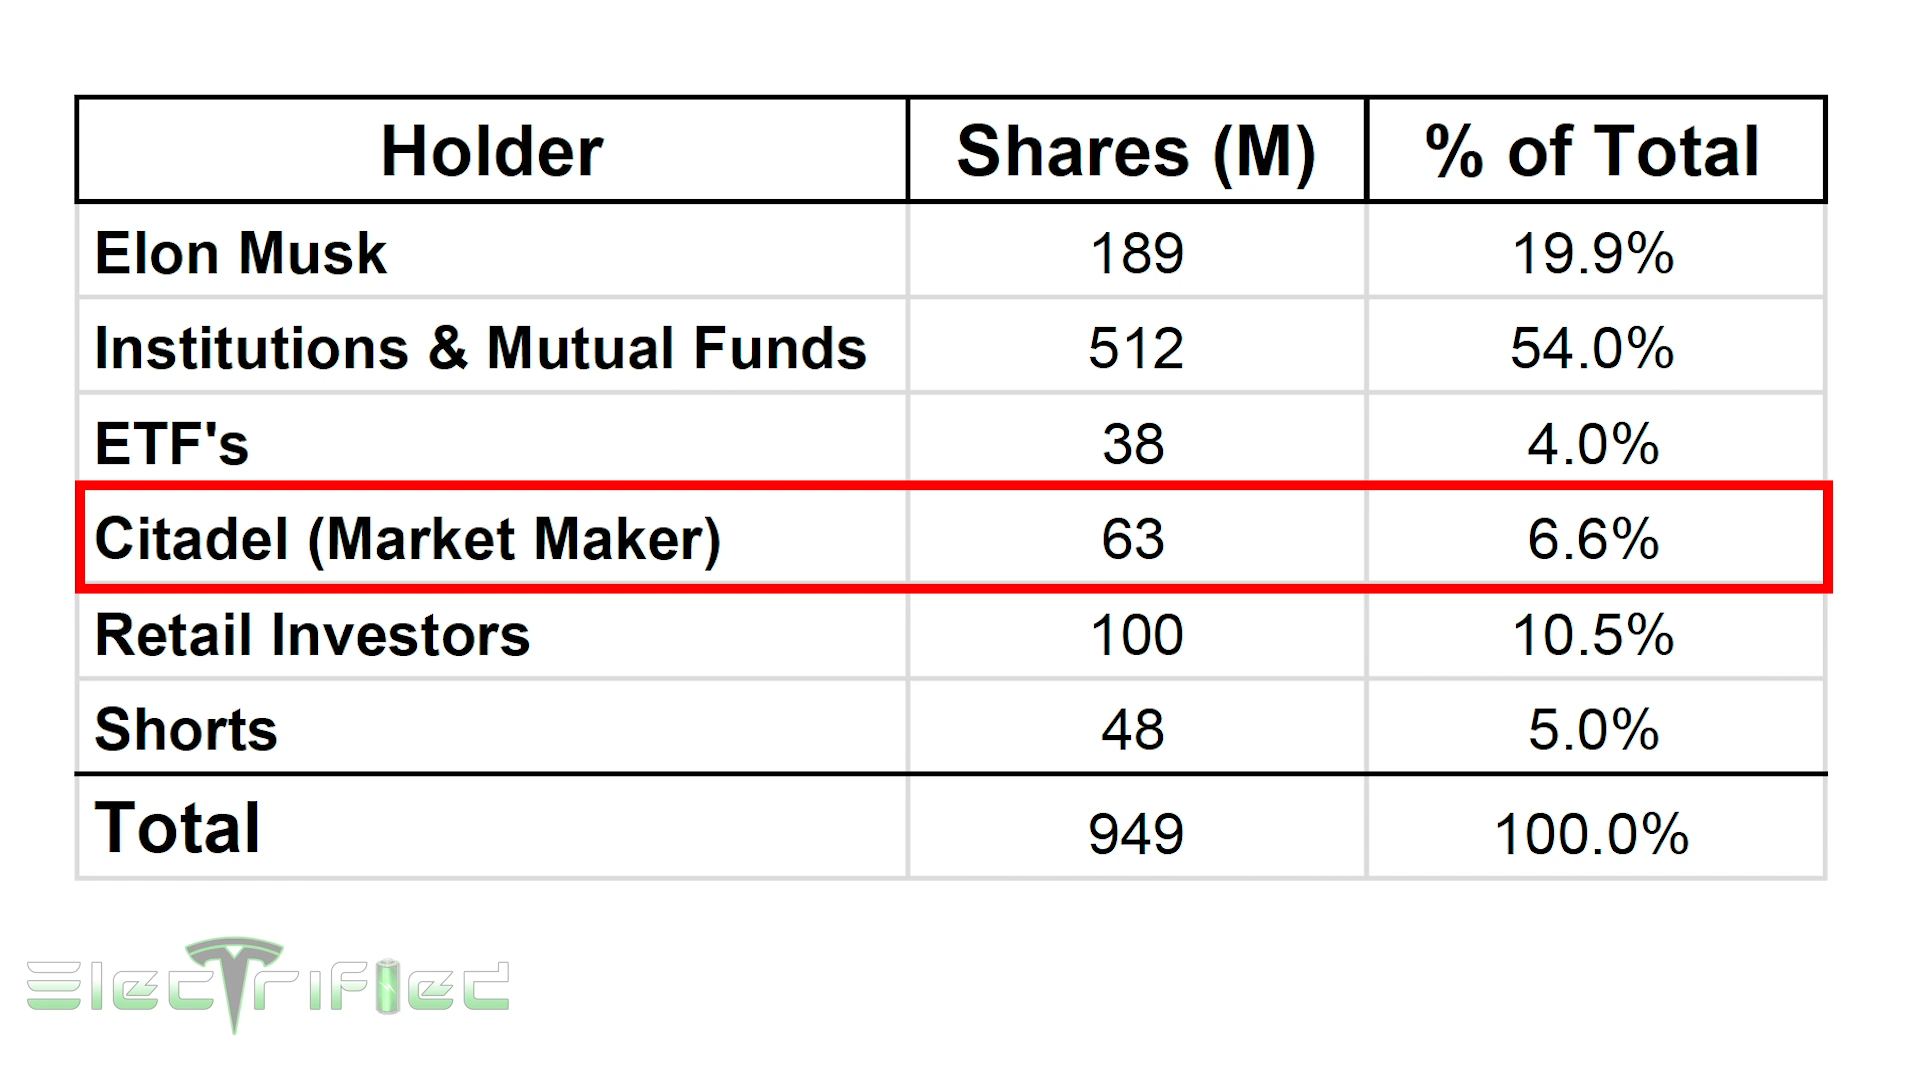 Holder Shares (M) % of Total
Elon Musk 189 19.9%
Institutions & Mutual Funds 512 54.0%
ETF's 38 4.0%
Citadel (Market Maker) 63 6.6%
Retail Investors 100 10.5%
Shorts 48 5.0%
Total 949 100.0%
Electrified